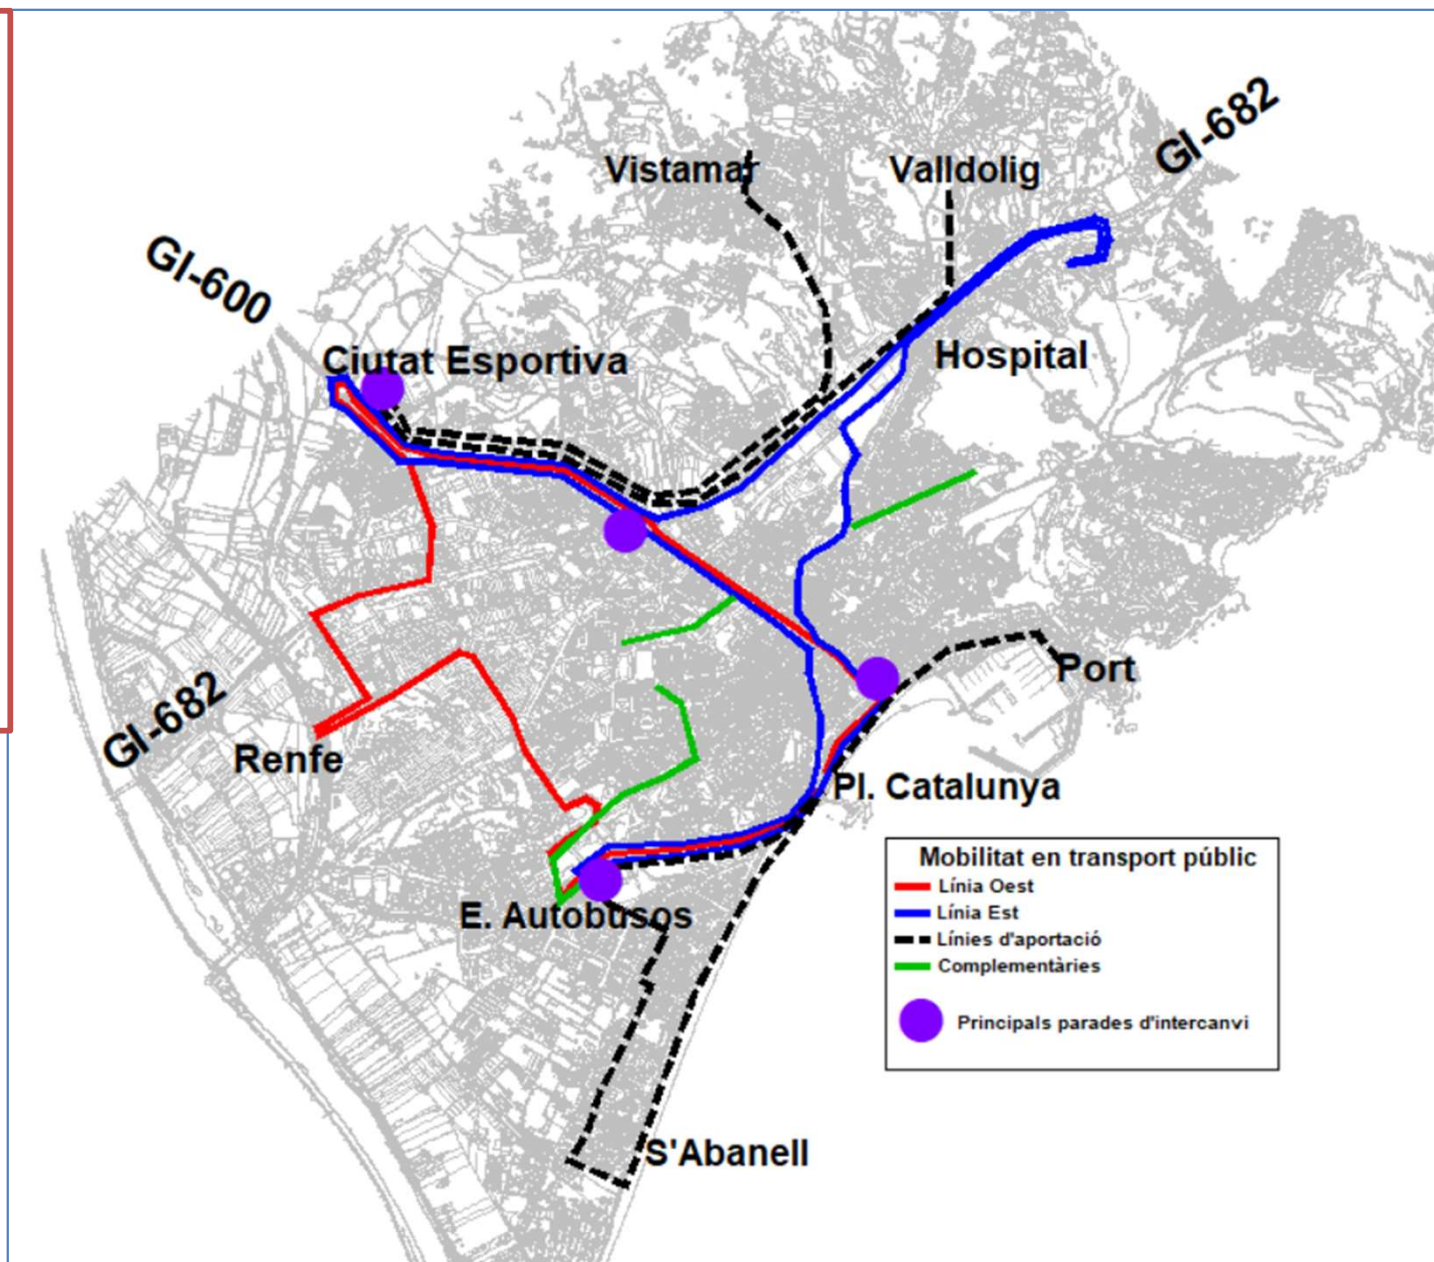 GI-682
Vistamar
Valldolig
GI-600
Ciutat Esportiva
Hospital
Port
GI-682
Renfe
Pl. Catalunya
E. Autobusos
S'Abanell
Mobilitat en transport públic
Línia Oest
Línia Est
Línies d'aportació
Complementàries
Principals parades d'intercanvi